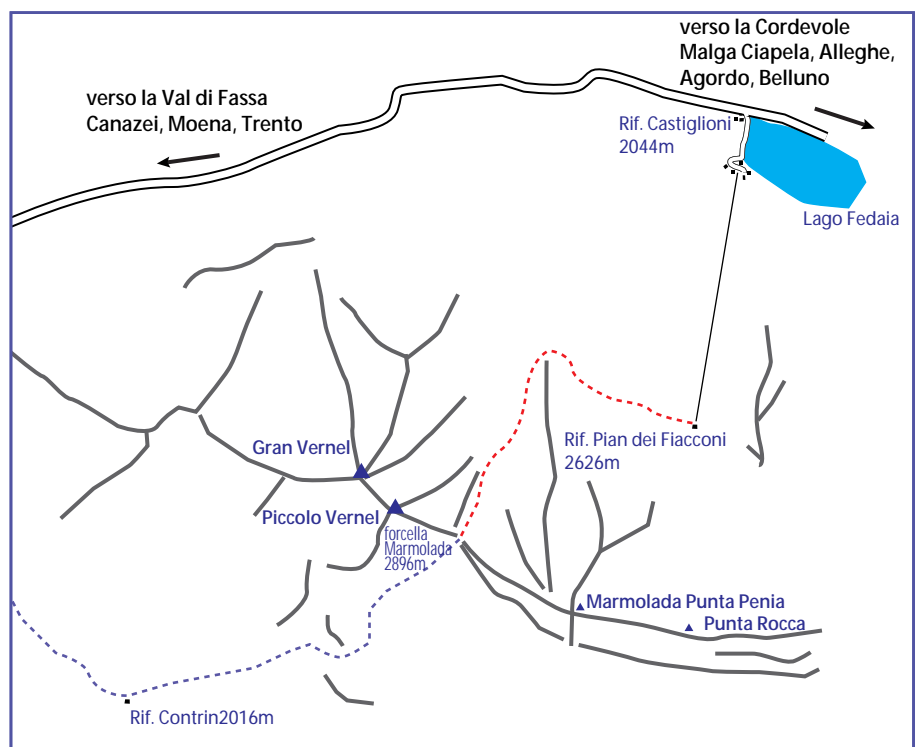 verso la Cordevole
Malga Ciapela, Alleghe,
Agordo, Belluno
verso la Val di Fassa
Canazei, Moena, Trento
Rif. Castiglioni
2044m
Lago Fedaia
Rif. Pian dei Fiacconi
2626m
Gran Vernel
Piccolo Vernel
forcella
Marmolada
2896m
Marmolada Punta Penia
Punta Rocca
Rif. Contrin2016m